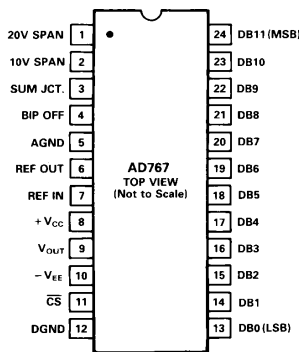 20V SPAN 1 24 DB11 (MSB)
10V SPAN 2 23 DB10
SUM JCT. 3 22 DB9
BIP OFF 4 21 DB8
AGND 5 20 DB7
REF OUT 6 AD767 19 DB6
REF IN 7 TOP VIEW (Not to Scale) 18 DB5
+ VCC 8 17 DB4
VOUT 9 16 DB3
− VEE 10 15 DB2
C̅S̅ 11 14 DB1
DGND 12 13 DB0 (LSB)